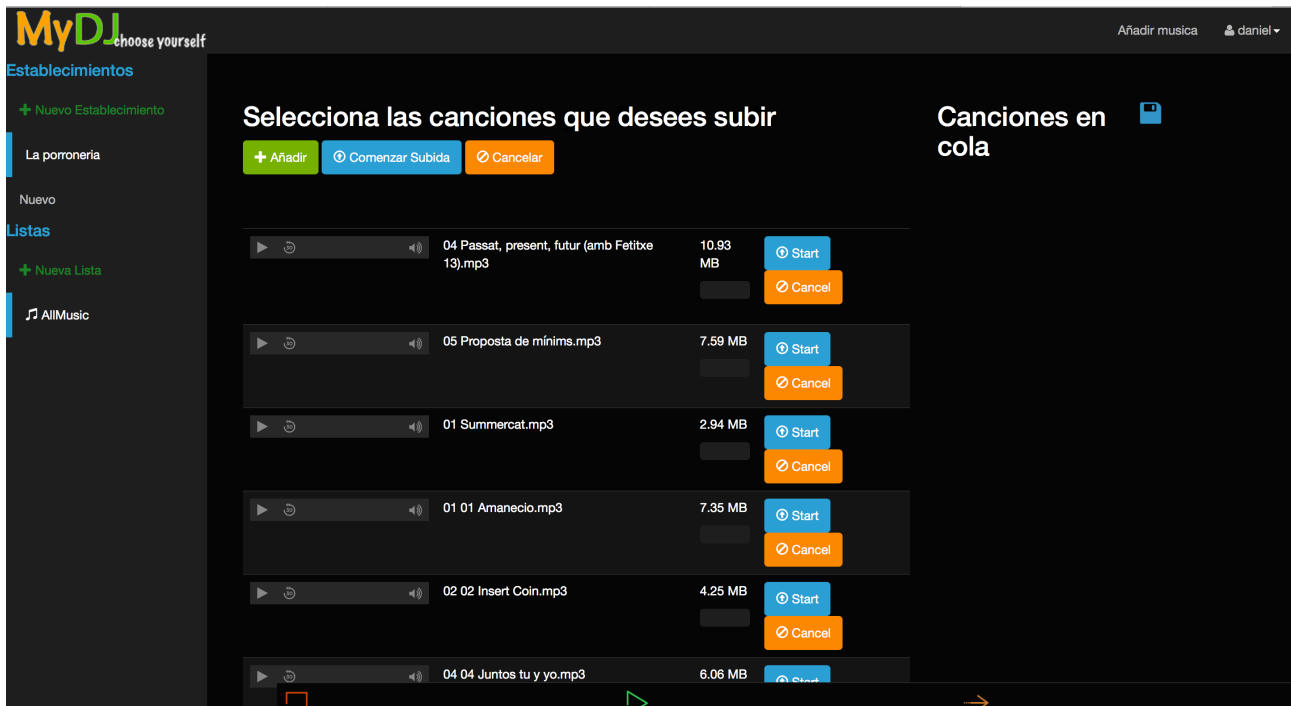 MyDJ choose yourself
Añadir musica
daniel
Establecimientos
Nuevo Establecimiento
La porroneria
Nuevo
Listas
Nueva Lista
AllMusic
Selecciona las canciones que desees subir
Añadir
Comenzar Subida
Cancelar
04 Passat, present, futur (amb Fetitxe
13).mp3
10.93
MB
Start
Cancel
05 Proposta de mínims.mp3
7.59 MB
Start
Cancel
01 Summercat.mp3
2.94 MB
Start
Cancel
01 01 Amanecio.mp3
7.35 MB
Start
Cancel
02 02 Insert Coin.mp3
4.25 MB
Start
Cancel
04 04 Juntos tu y yo.mp3
6.06 MB
Start
Canciones en
cola